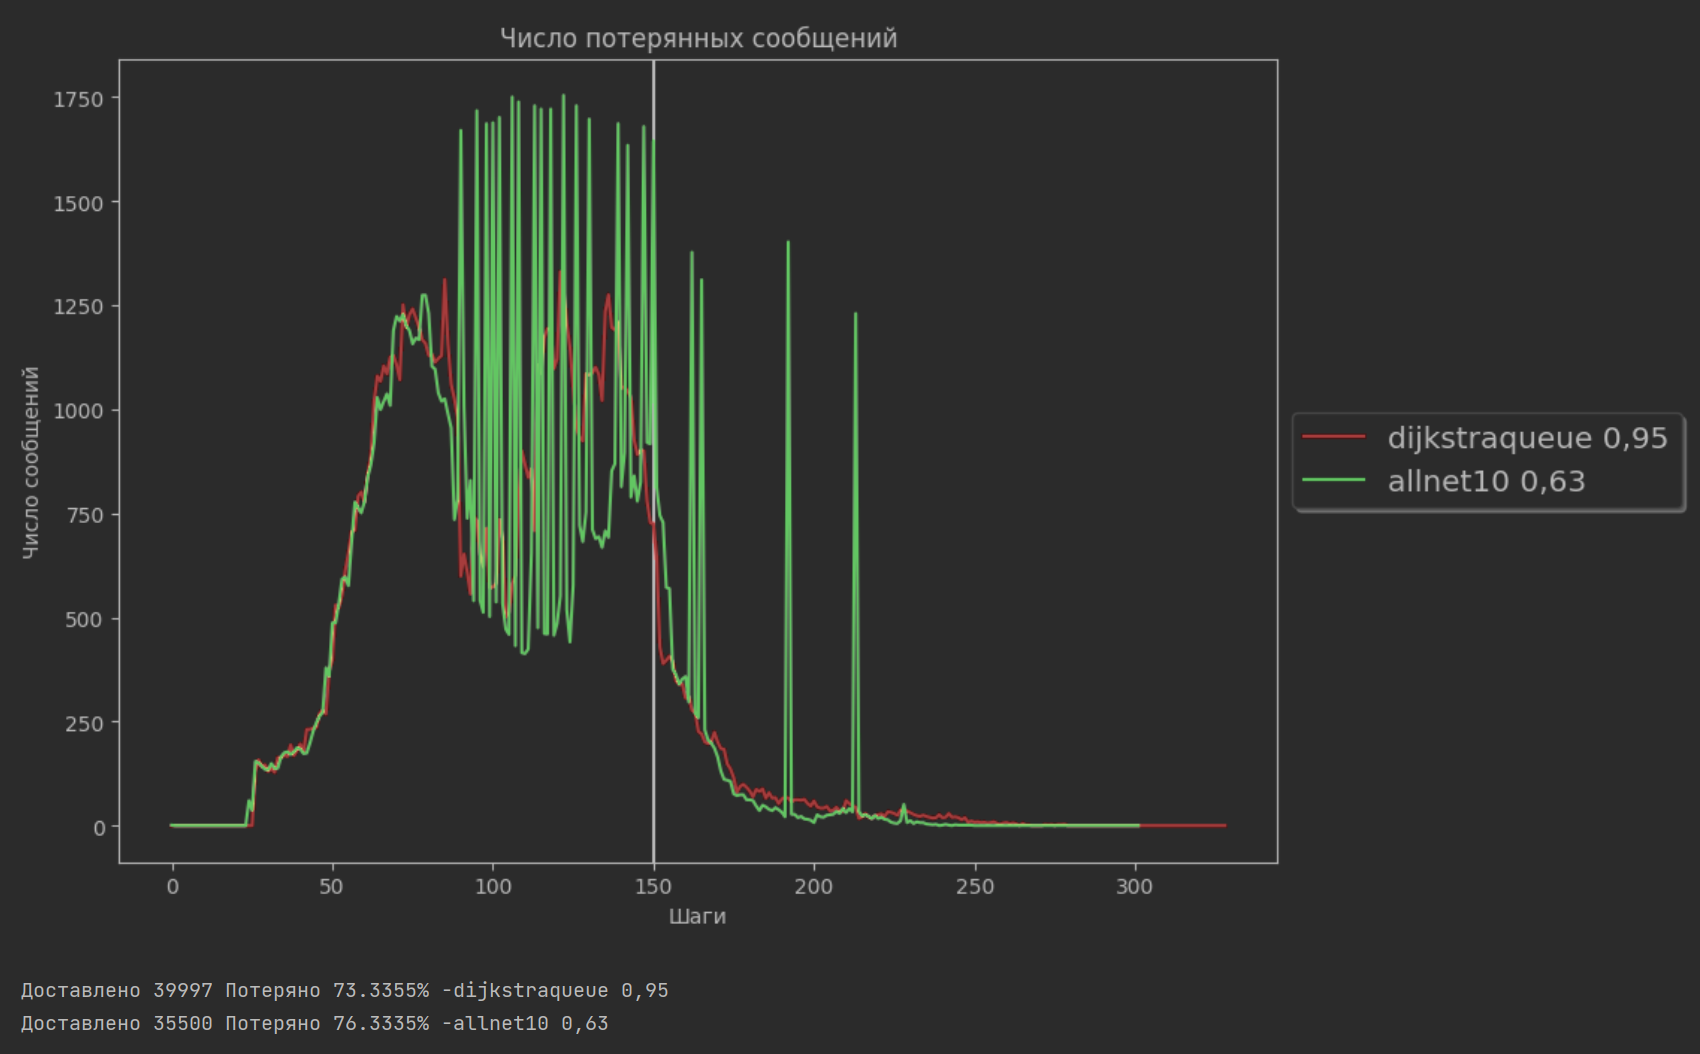 Число потерянных сообщений
Число сообщений
1750
1500
1250
1000
750
500
250
0
0 50 100 150 200 250 300
Шаги
dijkstraqueue 0,95
allnet10 0,63
Доставлено 39997 Потеряно 73.3355% -dijkstraqueue 0,95
Доставлено 35500 Потеряно 76.3335% -allnet10 0,63